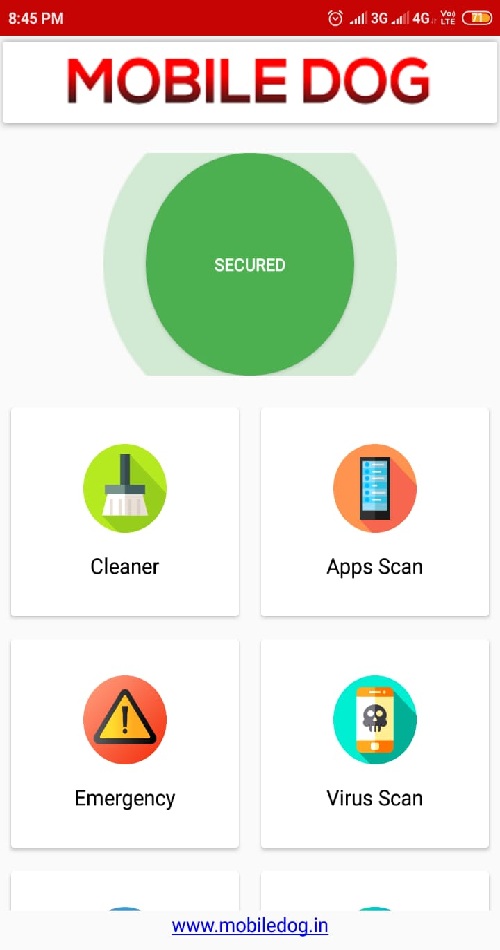 8:45 PM 3G 4G Vo) LTE 71
MOBILE DOG
SECURED
Cleaner
Apps Scan
Emergency
Virus Scan
www.mobiledog.in